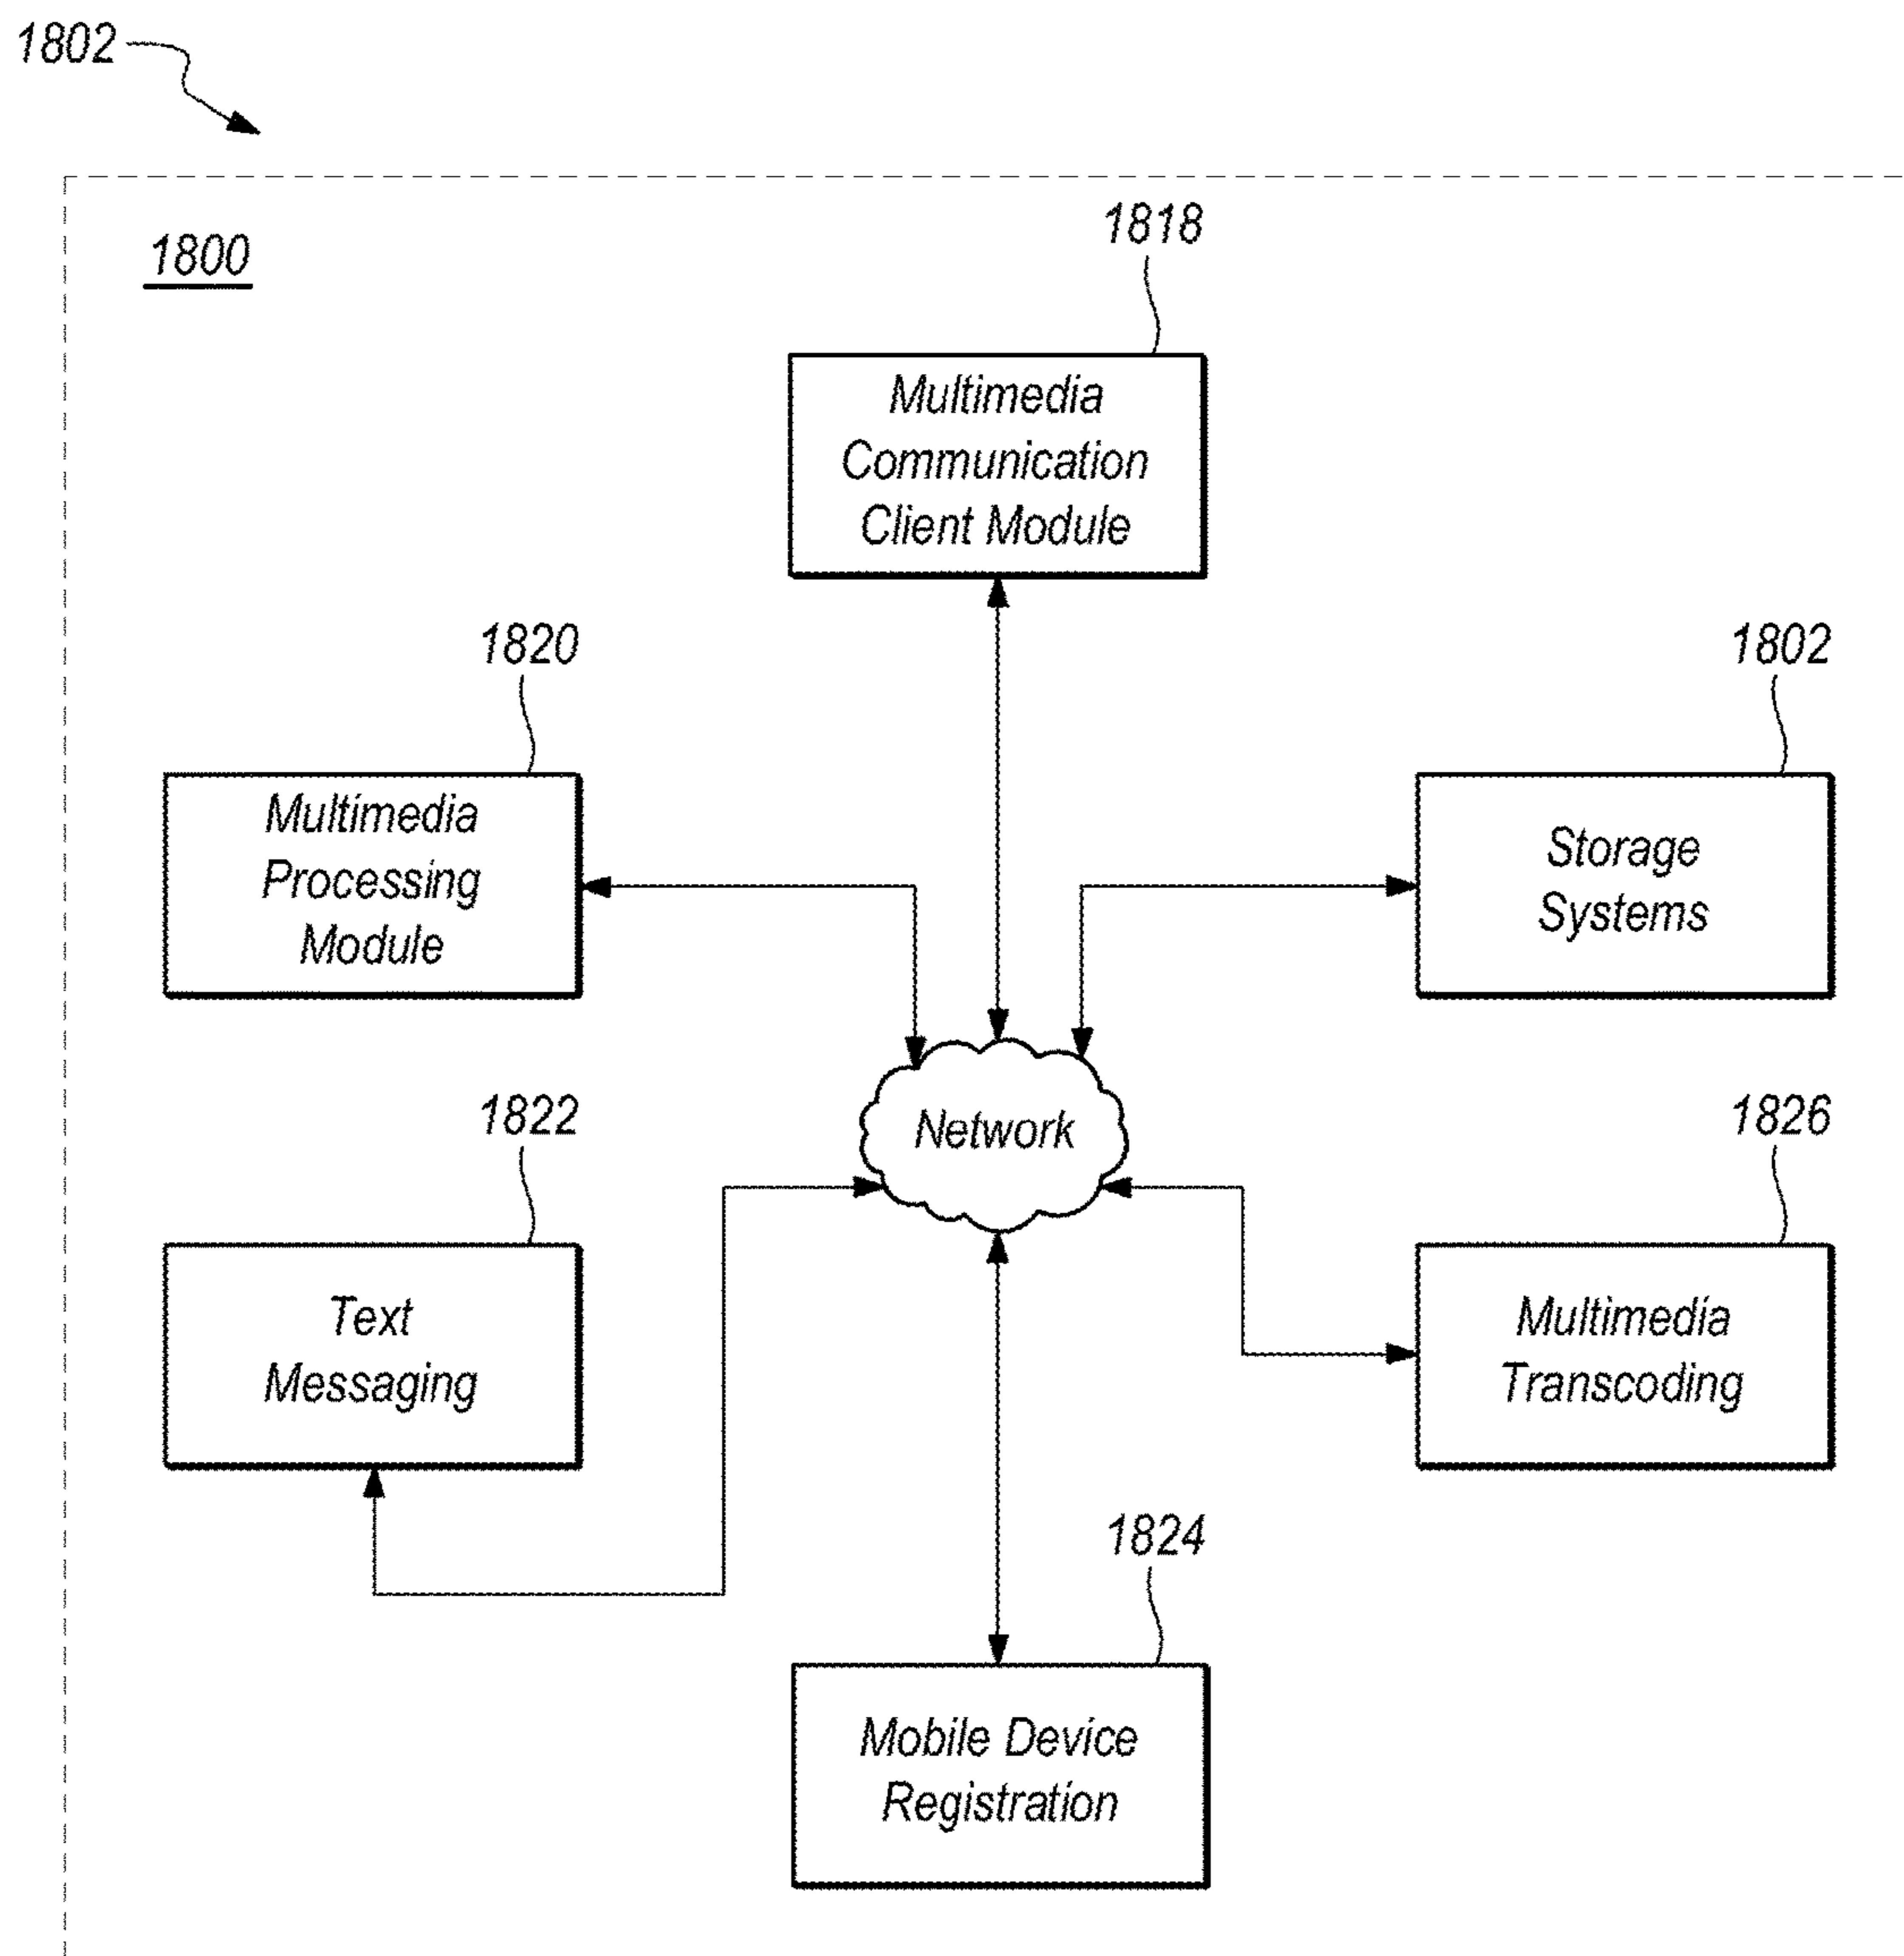 1802
1800
1818
Multimedia
Communication
Client Module
1820
Multimedia
Processing
Module
1802
Storage
Systems
Network
1822
Text
Messaging
1826
Multimedia
Transcoding
1824
Mobile Device
Registration